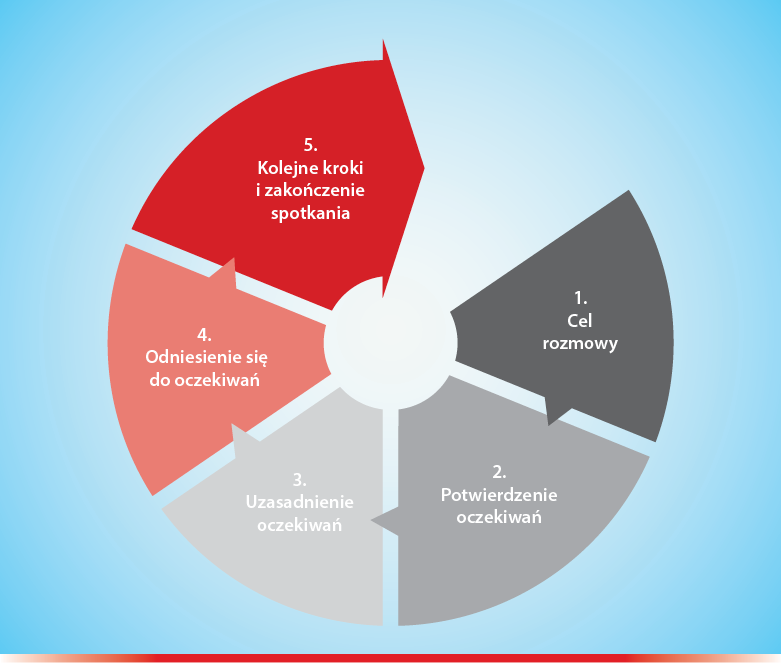 1.
Cel
rozmowy
2.
Potwierdzenie
oczekiwań
3.
Uzasadnienie
oczekiwań
4.
Odniesienie się
do oczekiwań
5.
Kolejne kroki
i zakończenie
spotkania